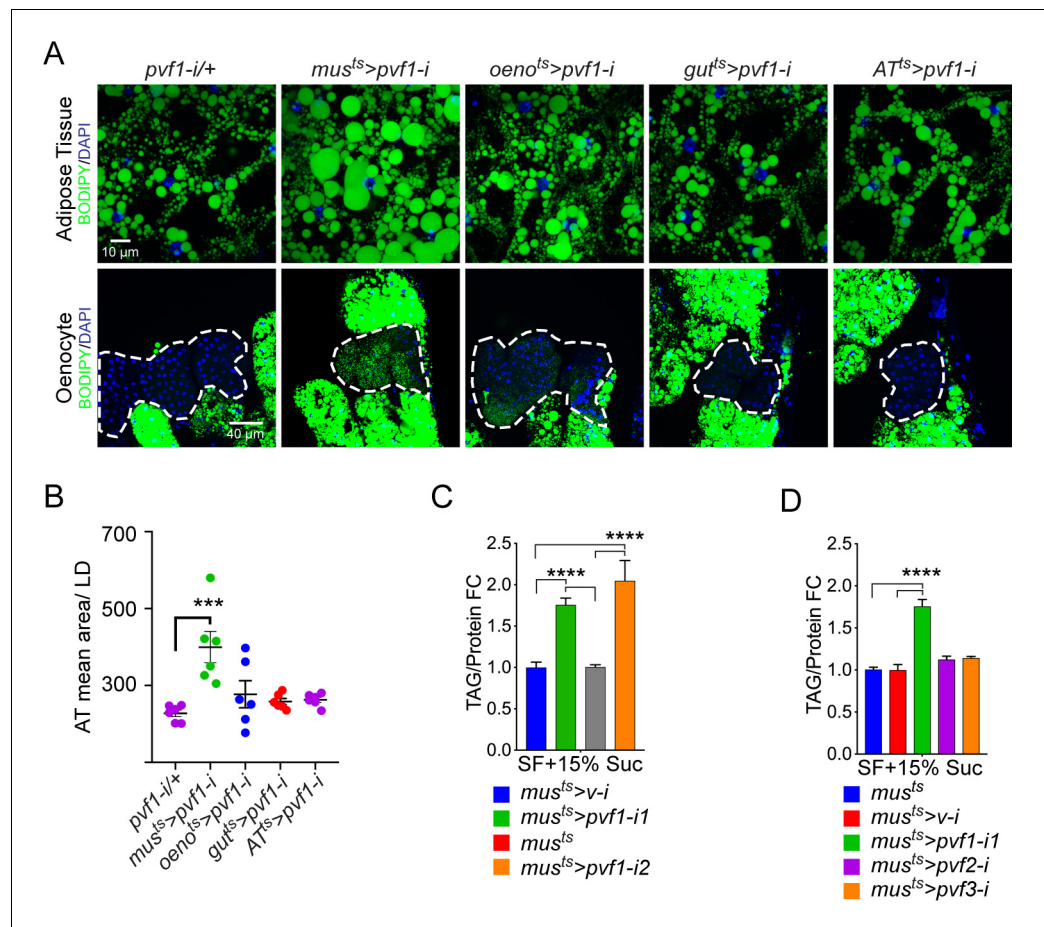 A
pvf1-i/+ mus^ts>pvf1-i oeno^ts>pvf1-i gut^ts>pvf1-i AT^ts>pvf1-i
Adipose Tissue
BODIPY/DAPI
10 µm
Oenocyte
BODIPY/DAPI
40 µm
B
AT mean area/ LD
700
500
300
***
pvf1-i/+
mus^ts>pvf1-i
oeno^ts>pvf1-i
gut^ts>pvf1-i
AT^ts>pvf1-i
C
TAG/Protein FC
2.5
2.0
1.5
1.0
0.5
0.0
****
****
SF+15% Suc
mus^ts>v-i
mus^ts>pvf1-i1
mus^ts
mus^ts>pvf1-i2
D
TAG/Protein FC
2.5
2.0
1.5
1.0
0.5
0.0
****
SF+15% Suc
mus^ts
mus^ts>v-i
mus^ts>pvf1-i1
mus^ts>pvf2-i
mus^ts>pvf3-i